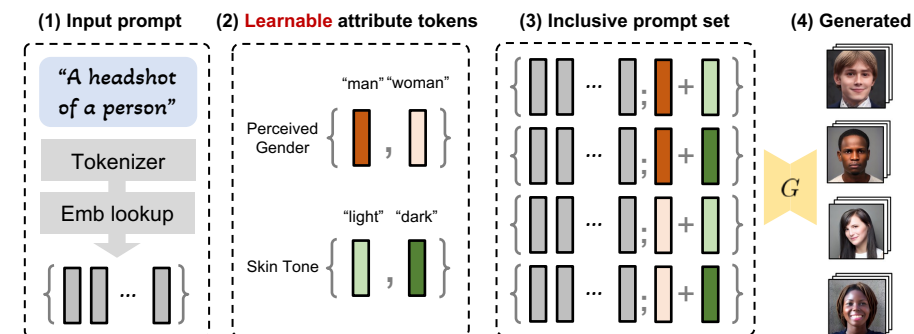 (1) Input prompt
“A headshot
of a person”
Tokenizer
Emb lookup
{ ... }
(2) Learnable attribute tokens
“man” “woman”
Perceived
Gender
{ , }
“light” “dark”
Skin Tone
{ , }
(3) Inclusive prompt set
{ ... ; + }
{ ... ; + }
{ ... ; + }
{ ... ; + }
G
(4) Generated